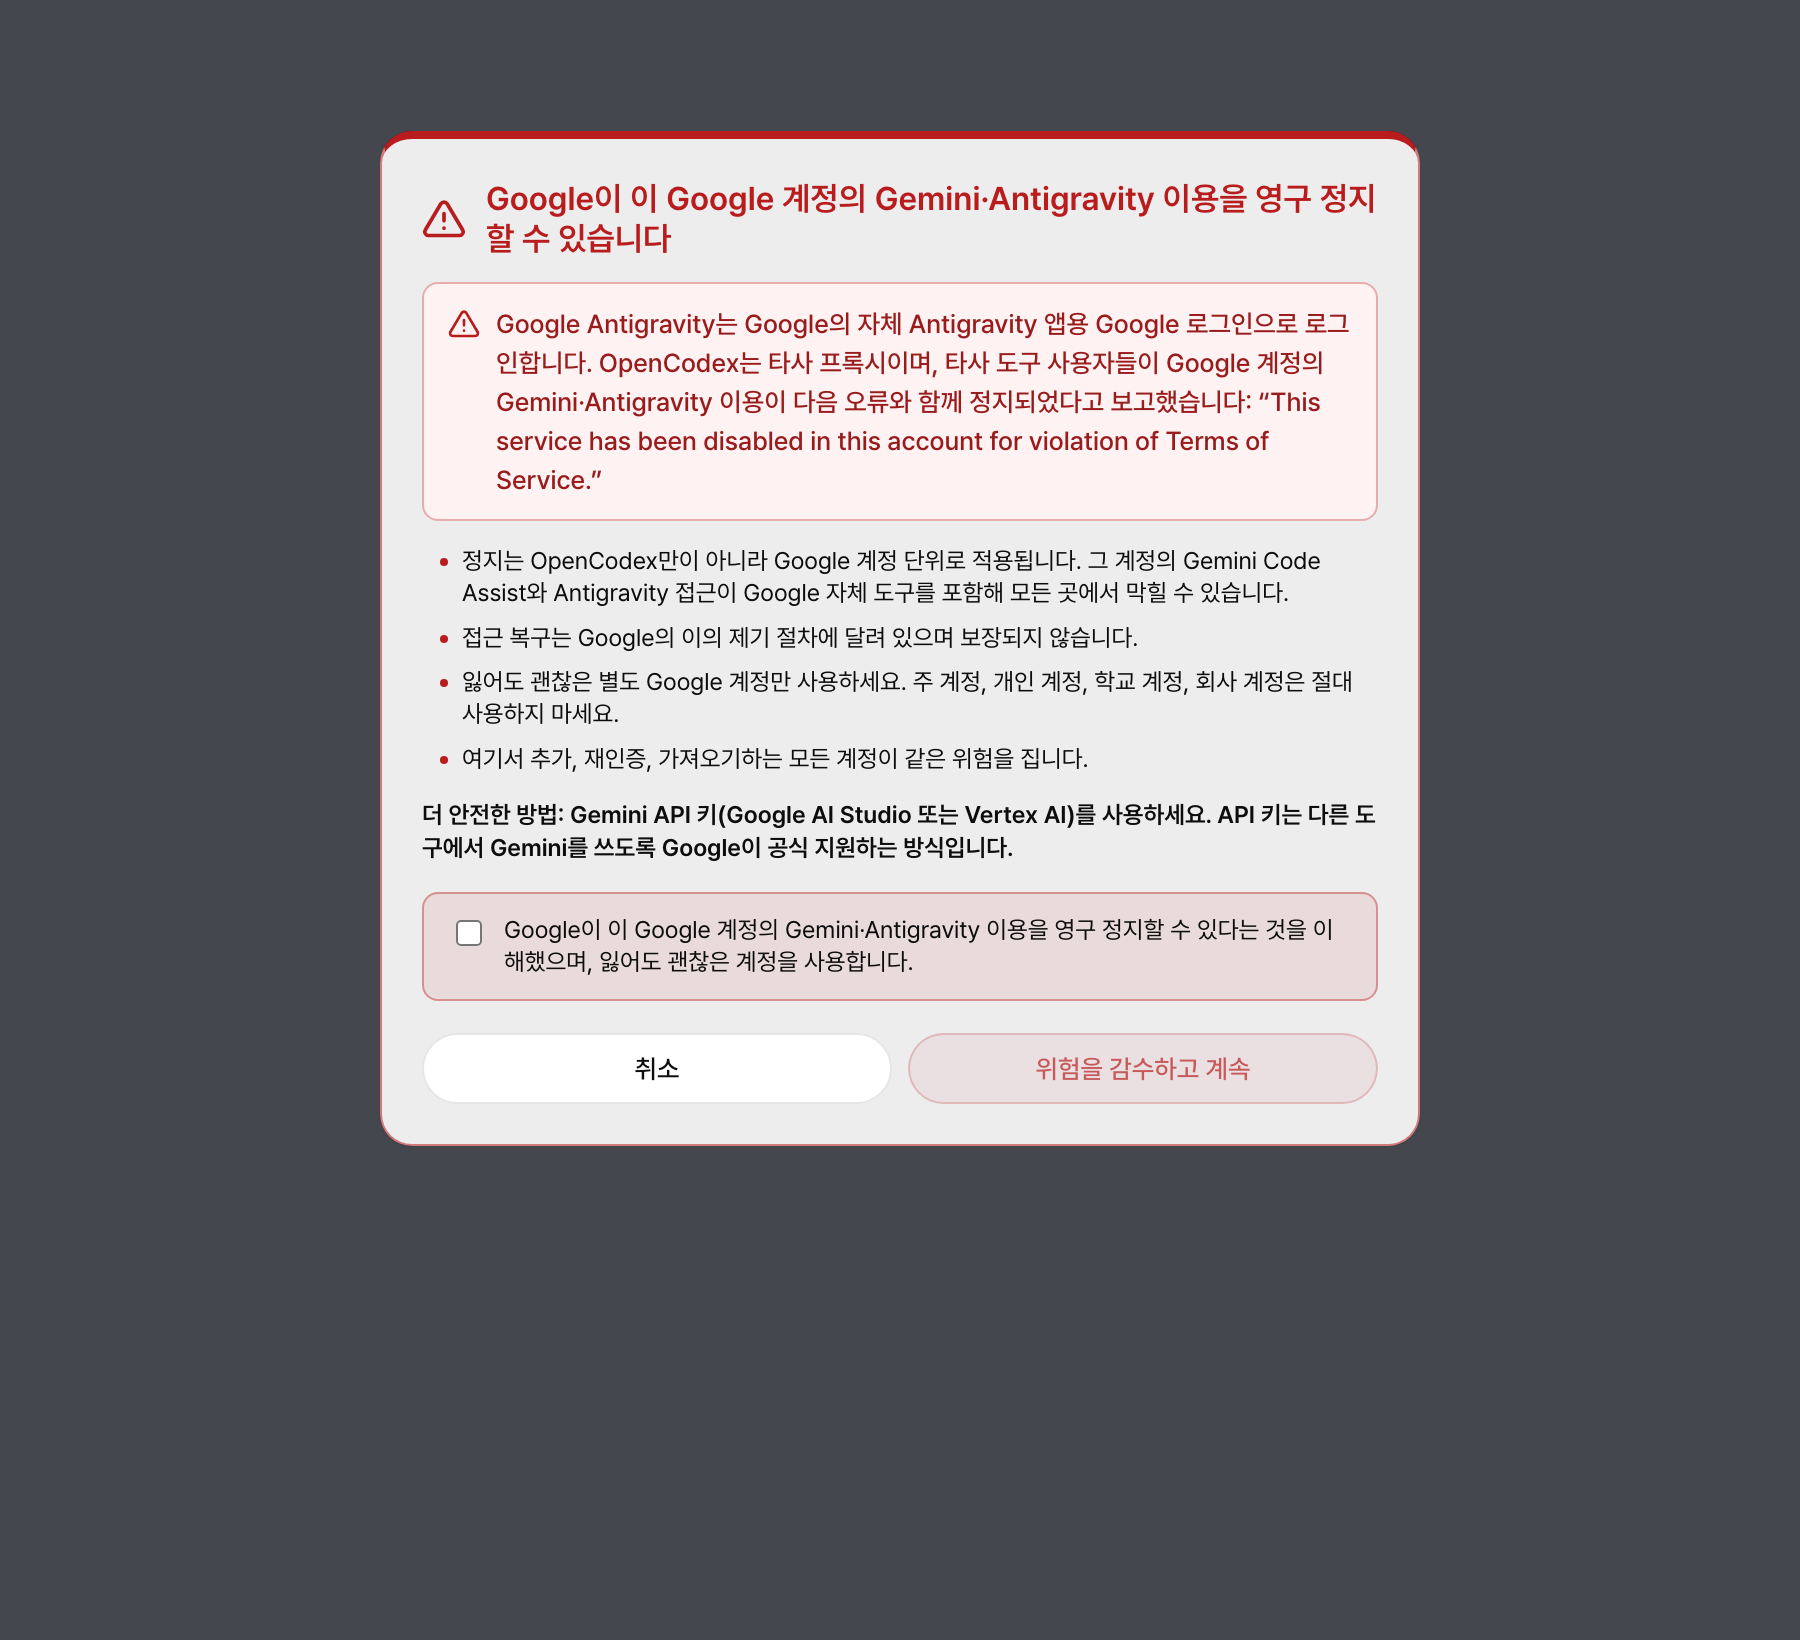 Google이 이 Google 계정의 Gemini·Antigravity 이용을 영구 정지
할 수 있습니다
Google Antigravity는 Google의 자체 Antigravity 앱용 Google 로그인으로 로그
인합니다. OpenCodex는 타사 프록시이며, 타사 도구 사용자들이 Google 계정의
Gemini·Antigravity 이용이 다음 오류와 함께 정지되었다고 보고했습니다: “This
service has been disabled in this account for violation of Terms of
Service.”
정지는 OpenCodex만이 아니라 Google 계정 단위로 적용됩니다. 그 계정의 Gemini Code
Assist와 Antigravity 접근이 Google 자체 도구를 포함해 모든 곳에서 막힐 수 있습니다.
접근 복구는 Google의 이의 제기 절차에 달려 있으며 보장되지 않습니다.
잃어도 괜찮은 별도 Google 계정만 사용하세요. 주 계정, 개인 계정, 학교 계정, 회사 계정은 절대
사용하지 마세요.
여기서 추가, 재인증, 가져오기하는 모든 계정이 같은 위험을 집니다.
더 안전한 방법: Gemini API 키(Google AI Studio 또는 Vertex AI)를 사용하세요. API 키는 다른 도
구에서 Gemini를 쓰도록 Google이 공식 지원하는 방식입니다.
Google이 이 Google 계정의 Gemini·Antigravity 이용을 영구 정지할 수 있다는 것을 이
해했으며, 잃어도 괜찮은 계정을 사용합니다.
취소
위험을 감수하고 계속